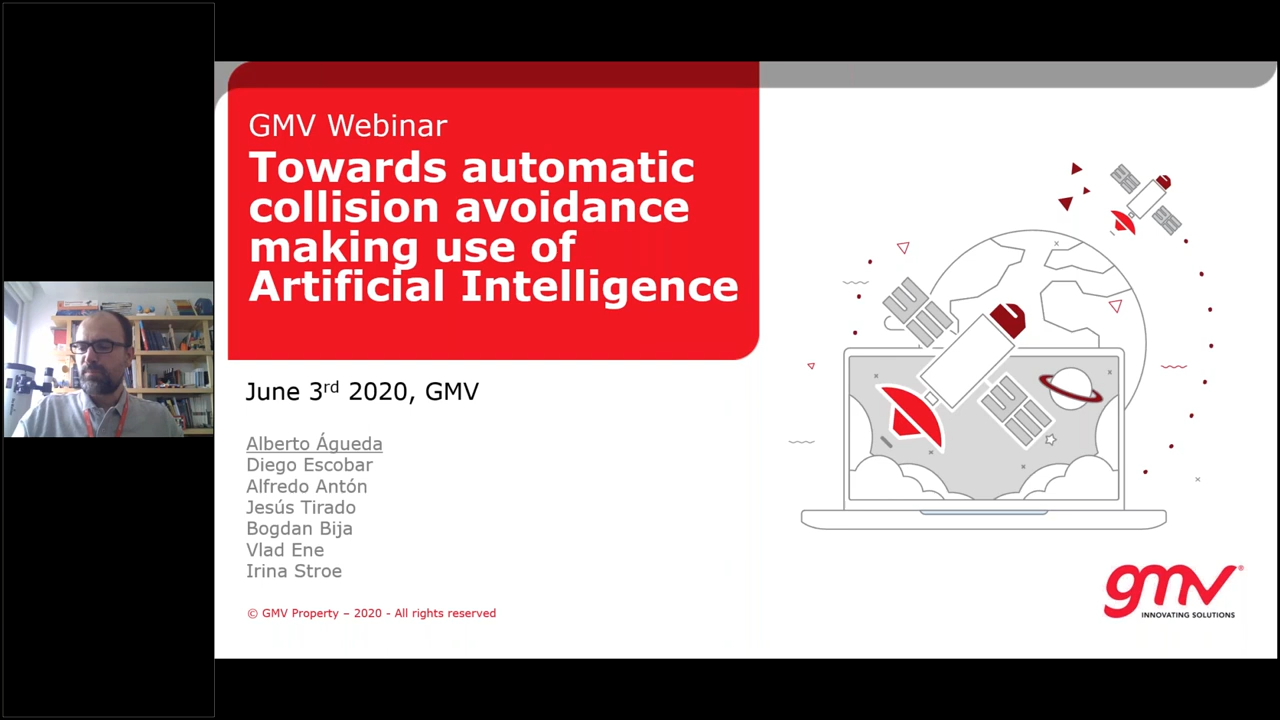 GMV Webinar
Towards automatic
collision avoidance
making use of
Artificial Intelligence
June 3rd 2020, GMV
Alberto Águeda
Diego Escobar
Alfredo Antón
Jesús Tirado
Bogdan Bija
Vlad Ene
Irina Stroe
© GMV Property – 2020 - All rights reserved
gmv®
INNOVATING SOLUTIONS